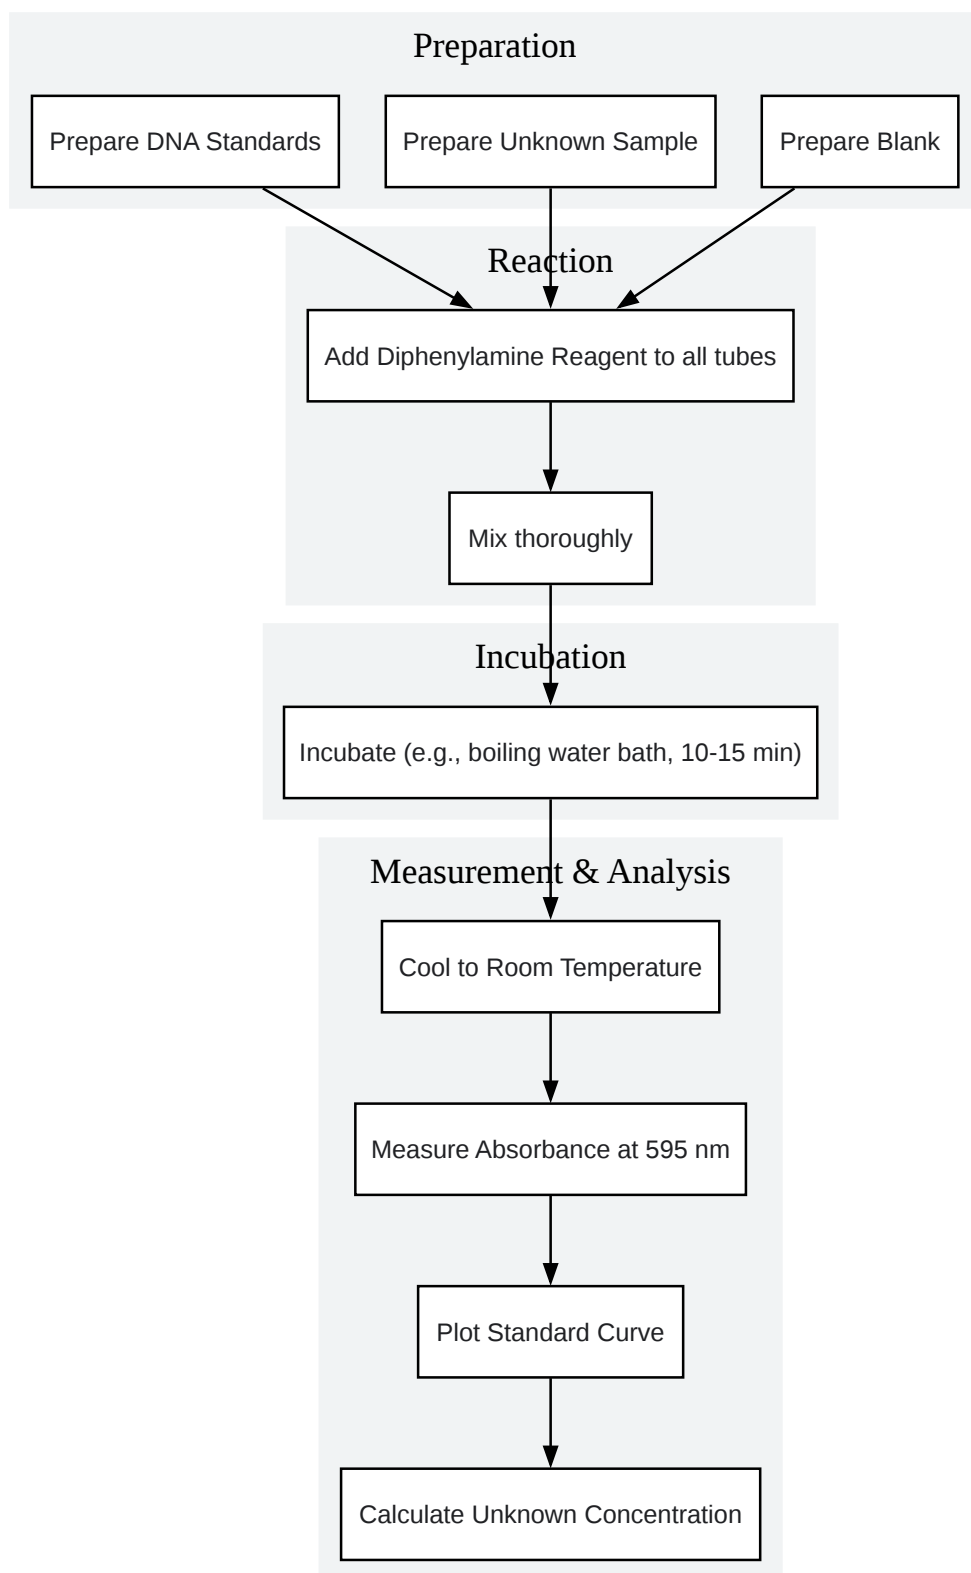 Preparation
Prepare DNA Standards
Prepare Unknown Sample
Prepare Blank
Reaction
Add Diphenylamine Reagent to all tubes
Mix thoroughly
Incubation
Incubate (e.g., boiling water bath, 10-15 min)
Measurement & Analysis
Cool to Room Temperature
Measure Absorbance at 595 nm
Plot Standard Curve
Calculate Unknown Concentration